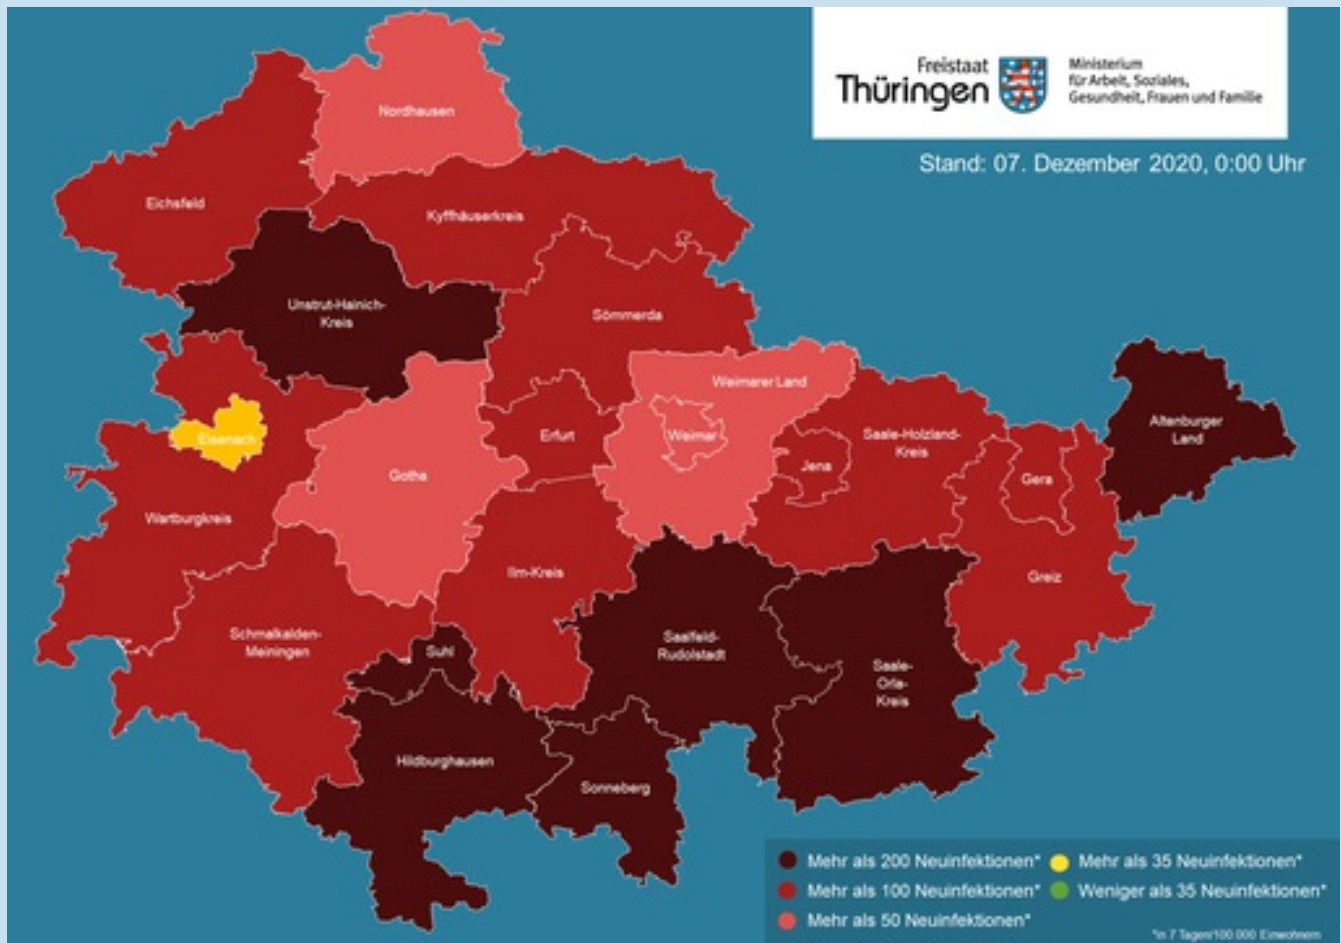 Freistaat
Thüringen
Ministerium
für Arbeit, Soziales,
Gesundheit, Frauen und Familie
Stand: 07. Dezember 2020, 0:00 Uhr
Nordhausen
Eichsfeld
Kyffhäuserkreis
Unstrut-Hainich-
Kreis
Sömmerda
Weimarer Land
Eisenach
Erfurt
Weimar
Saale-Holzland-
Kreis
Altenburger
Land
Gotha
Jena
Gera
Wartburgkreis
Ilm-Kreis
Greiz
Schmalkalden-
Meiningen
Suhl
Saalfeld-
Rudolstadt
Saale-
Orla-
Kreis
Hildburghausen
Sonneberg
Mehr als 200 Neuinfektionen*
Mehr als 35 Neuinfektionen*
Mehr als 100 Neuinfektionen*
Weniger als 35 Neuinfektionen*
Mehr als 50 Neuinfektionen*
*in 7 Tagen/100 000 Einwohnern